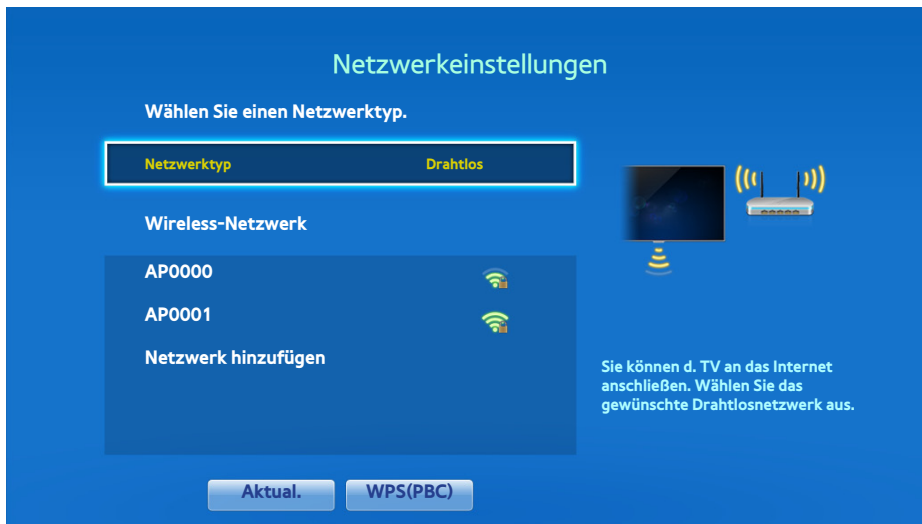 Netzwerkeinstellungen
Wählen Sie einen Netzwerktyp.
Netzwerktyp Drahtlos
Wireless-Netzwerk
AP0000
AP0001
Netzwerk hinzufügen
Sie können d. TV an das Internet
anschließen. Wählen Sie das
gewünschte Drahtlosnetzwerk aus.
Aktual. WPS(PBC)